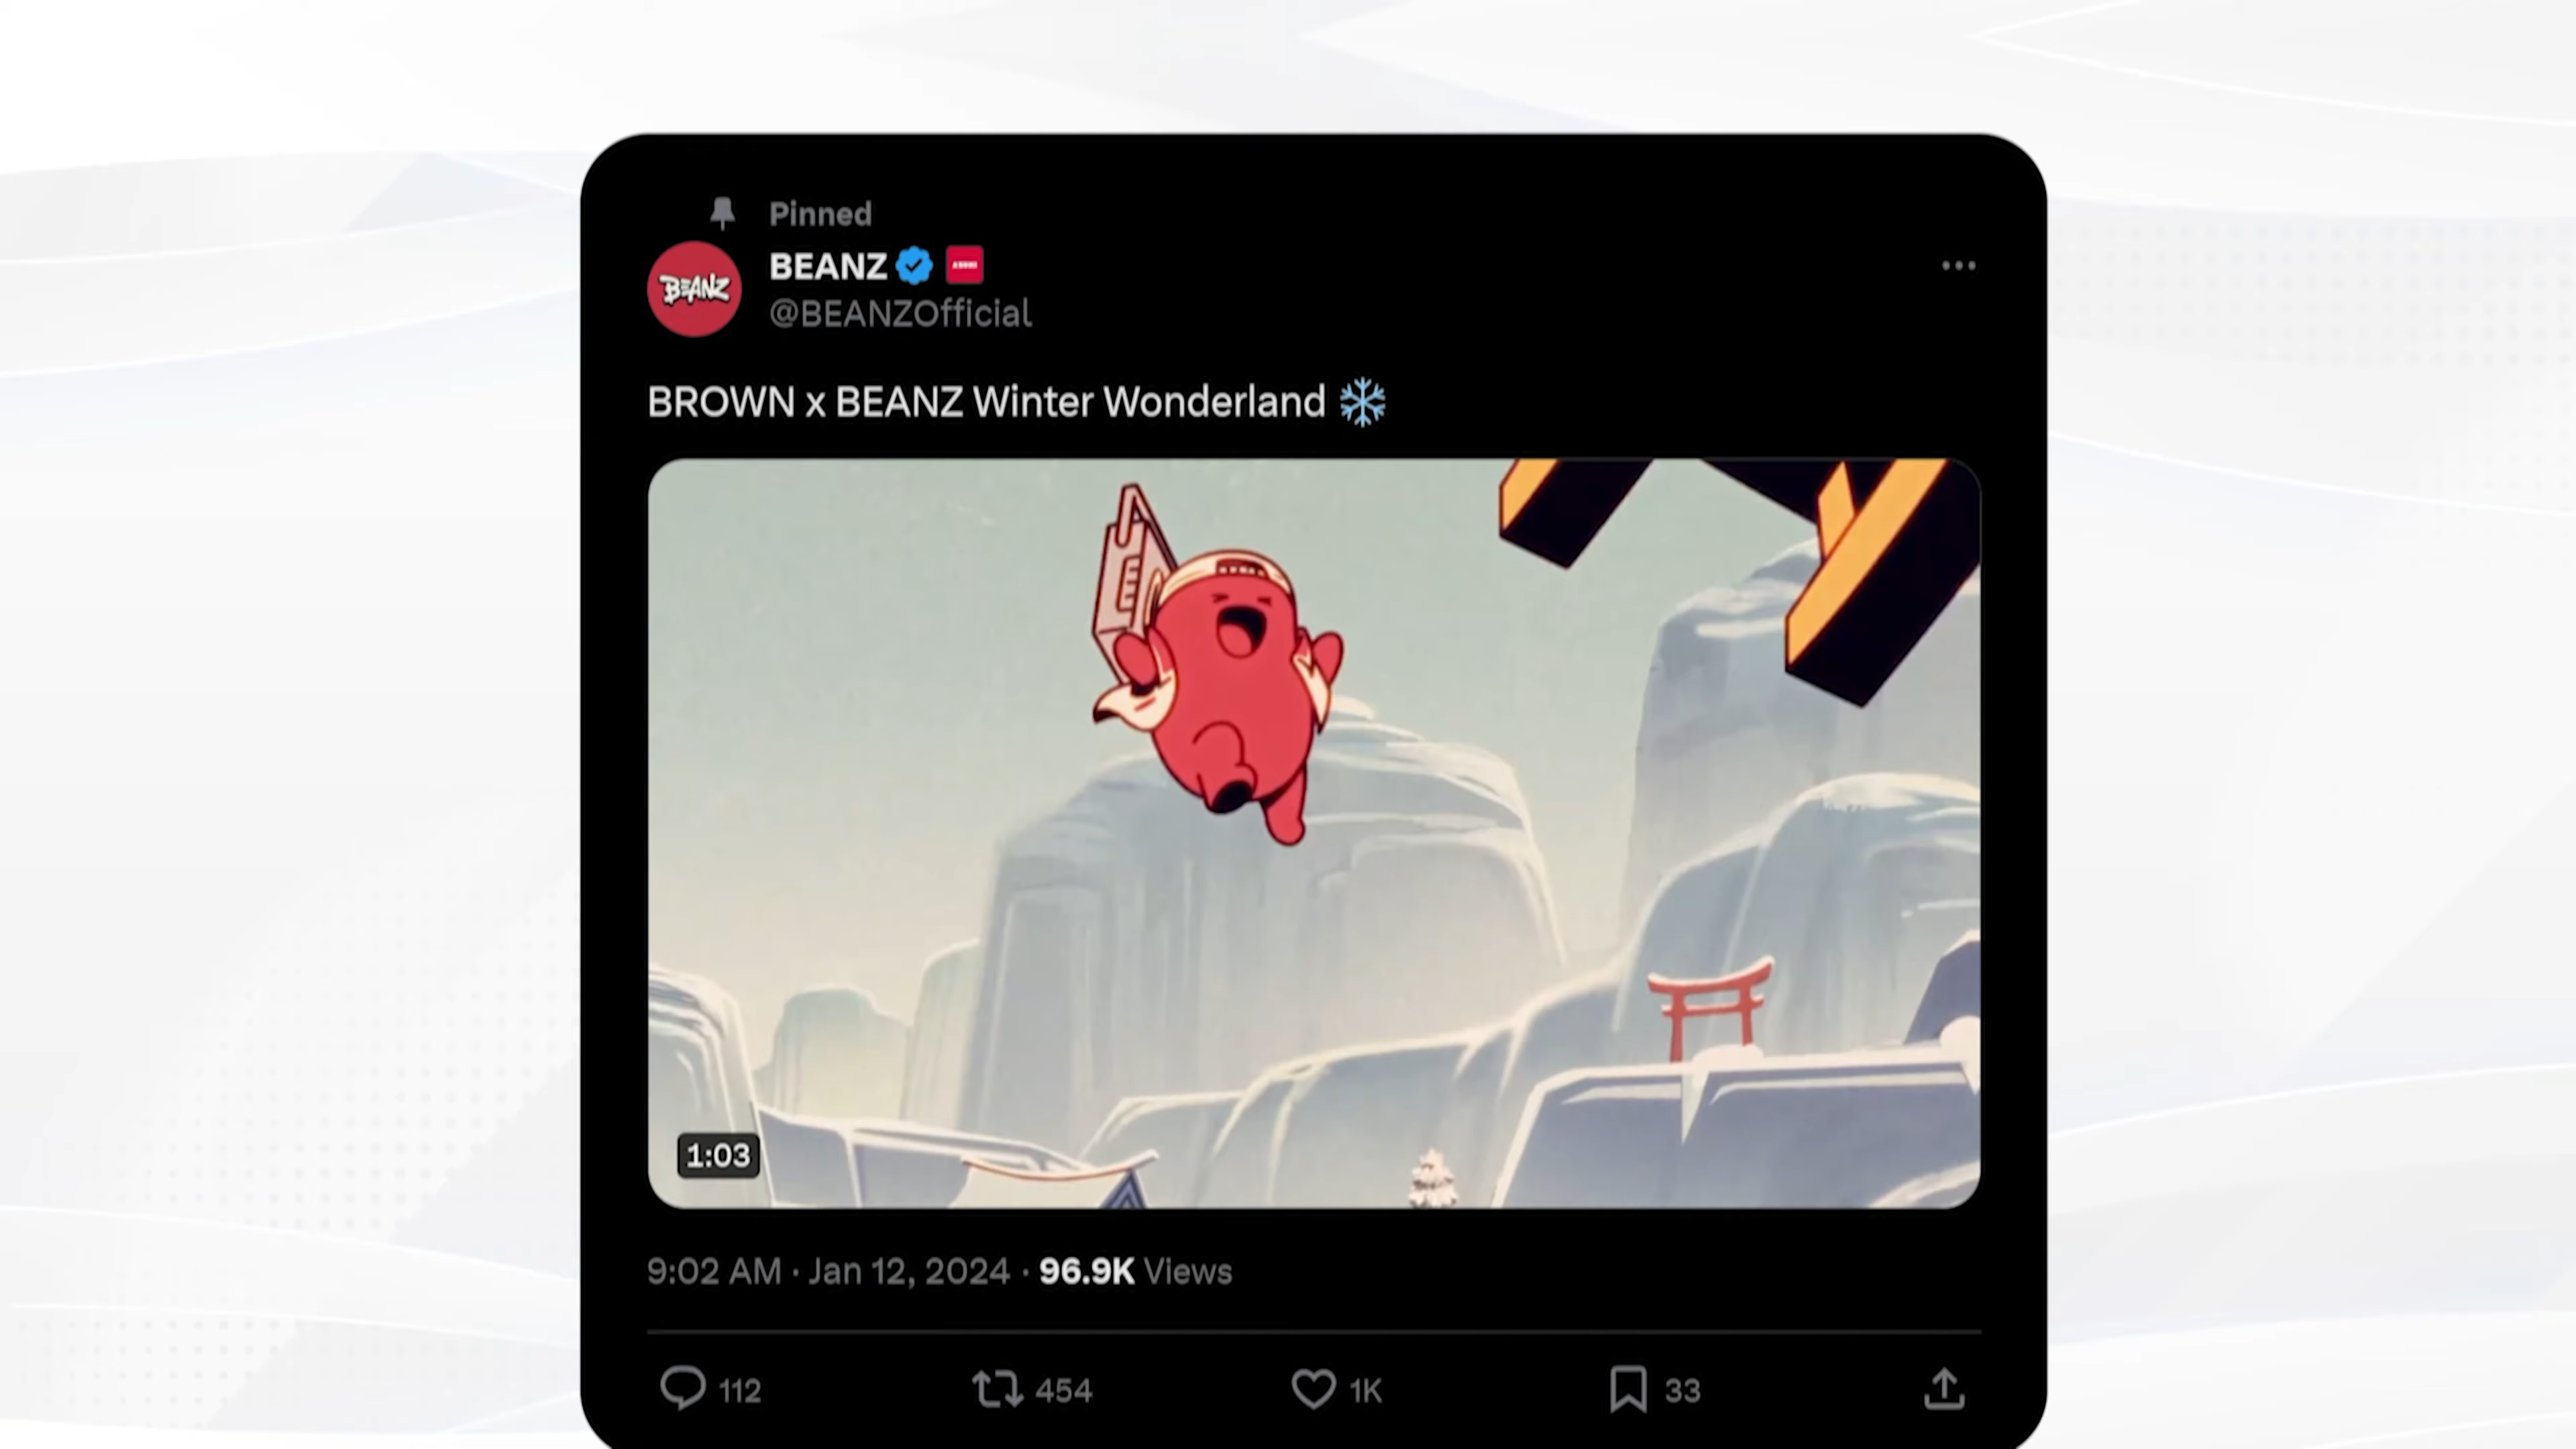 Pinned
BEANZ
@BEANZOfficial
BEANZ
BROWN x BEANZ Winter Wonderland
1:03
9:02 AM · Jan 12, 2024 · 96.9K Views
112 454 1K 33